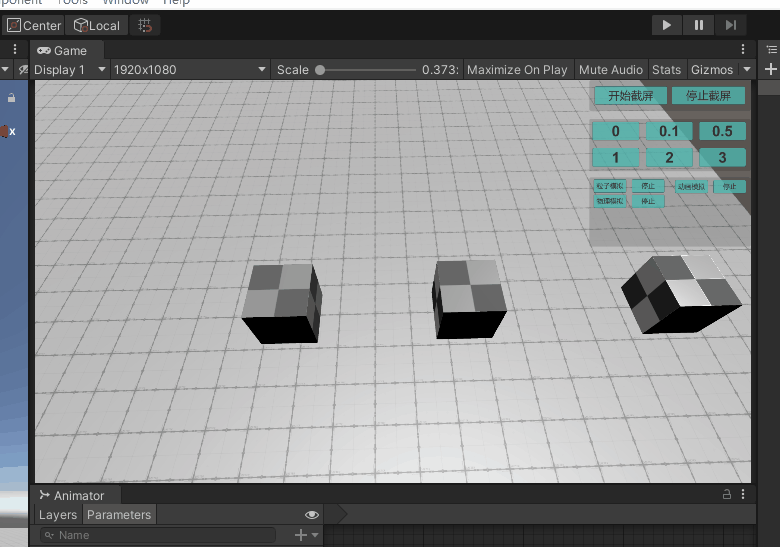 ponent Tools Window Help
Center Local
Game
Display 1 1920x1080 Scale 0.373: Maximize On Play Mute Audio Stats Gizmos
开始截屏 停止截屏
0 0.1 0.5
1 2 3
粒子模拟 停止 动画模拟 停止
物理模拟 停止
x
Animator
Layers Parameters
Name